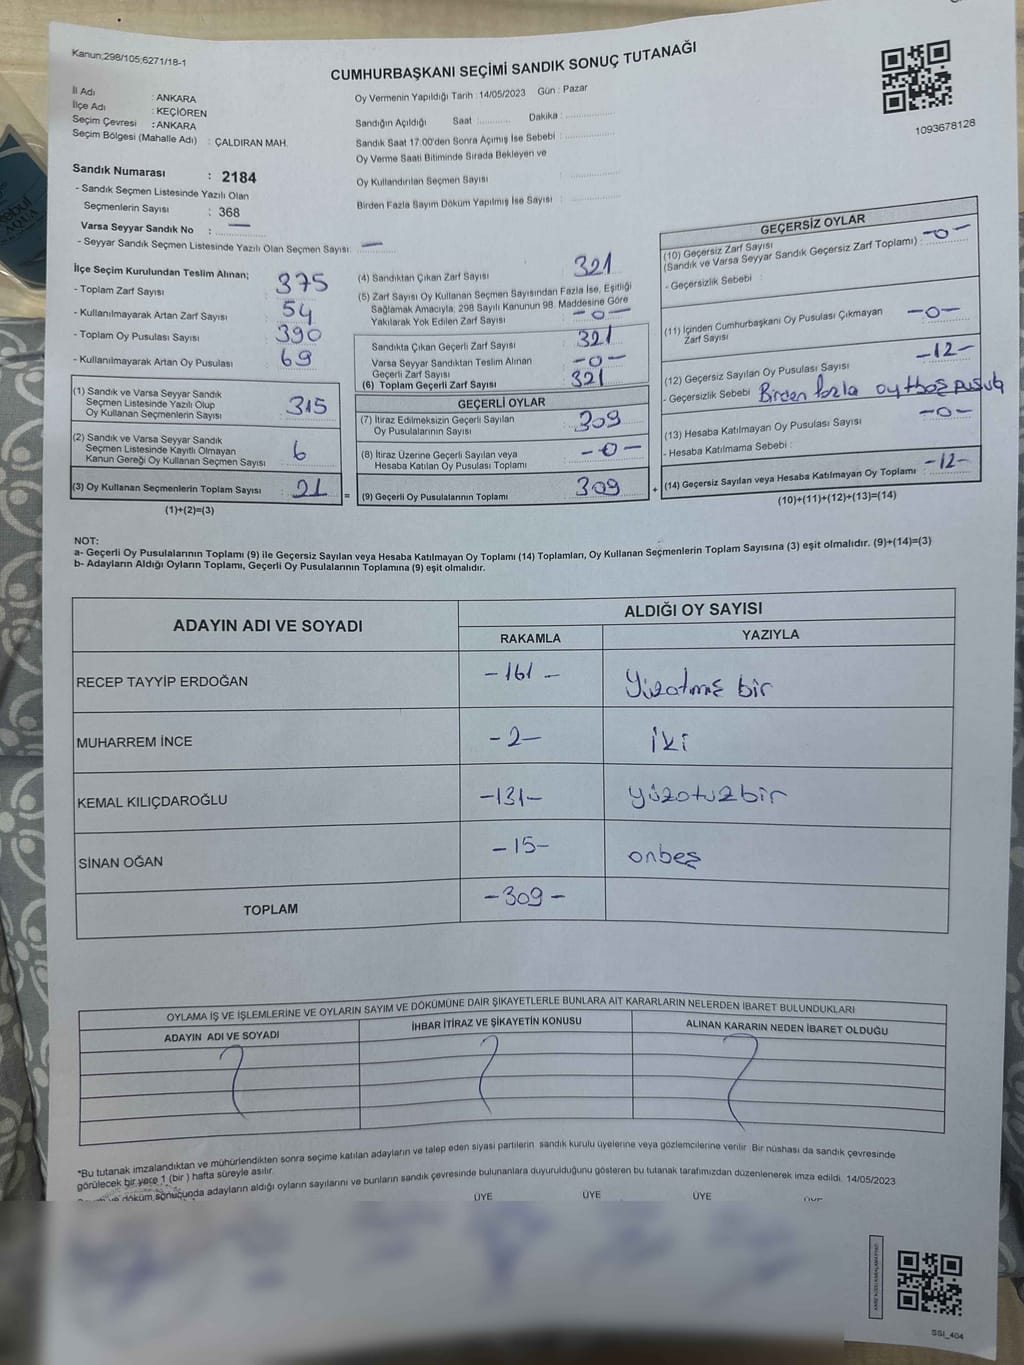 Kanun;298/105;6271/18-1
CUMHURBAŞKANI SEÇİMİ SANDIK SONUÇ TUTANAĞI
1093678128
İl Adı : ANKARA
İlçe Adı : KEÇİÖREN
Seçim Çevresi : ANKARA
Seçim Bölgesi (Mahalle Adı) : ÇALDIRAN MAH.
Oy Vermenin Yapıldığı Tarih : 14/05/2023 Gün : Pazar
Sandığın Açıldığı Saat :.......... Dakika :..............
Sandık Saat 17:00'den Sonra Açımış İse Sebebi :..............
Oy Verme Saati Bitiminde Sırada Bekleyen ve
Oy Kullandırılan Seçmen Sayısı ..............
Birden Fazla Sayım Döküm Yapılmış İse Sayısı :..............
Sandık Numarası : 2184
- Sandık Seçmen Listesinde Yazılı Olan
Seçmenlerin Sayısı : 368
Varsa Seyyar Sandık No : —
- Seyyar Sandık Seçmen Listesinde Yazılı Olan Seçmen Sayısı: —
İlçe Seçim Kurulundan Teslim Alınan;
- Toplam Zarf Sayısı : 375
- Kullanılmayarak Artan Zarf Sayısı : 54
- Toplam Oy Pusulası Sayısı : 390
- Kullanılmayarak Artan Oy Pusulası : 69
(1) Sandık ve Varsa Seyyar Sandık
Seçmen Listesinde Yazılı Olup
Oy Kullanan Seçmenlerin Sayısı : 315
(2) Sandık ve Varsa Seyyar Sandık
Seçmen Listesinde Kayıtlı Olmayan
Kanun Gereği Oy Kullanan Seçmen Sayısı : 6
(3) Oy Kullanan Seçmenlerin Toplam Sayısı : 21 =
(1)+(2)=(3)
(4) Sandıktan Çıkan Zarf Sayısı : 321
(5) Zarf Sayısı Oy Kullanan Seçmen Sayısından Fazla İse, Eşitliği
Sağlamak Amacıyla, 298 Sayılı Kanunun 98. Maddesine Göre
Yakılarak Yok Edilen Zarf Sayısı : -0-
Sandıkta Çıkan Geçerli Zarf Sayısı : 321
Varsa Seyyar Sandıktan Teslim Alınan
Geçerli Zarf Sayısı : -0-
(6) Toplam Geçerli Zarf Sayısı : 321
GEÇERLİ OYLAR
(7) İtiraz Edilmeksizin Geçerli Sayılan
Oy Pusulalarının Sayısı : 309
(8) İtiraz Üzerine Geçerli Sayılan veya
Hesaba Katılan Oy Pusulası Toplamı : -0-
(9) Geçerli Oy Pusulalarının Toplamı : 309 +
GEÇERSİZ OYLAR
(10) Geçersiz Zarf Sayısı
(Sandık ve Varsa Seyyar Sandık Geçersiz Zarf Toplamı) : -0-
- Geçersizlik Sebebi :
(11) İçinden Cumhurbaşkanı Oy Pusulası Çıkmayan
Zarf Sayısı : -0-
(12) Geçersiz Sayılan Oy Pusulası Sayısı : -12-
- Geçersizlik Sebebi Birden fazla oy+boş pusula
(13) Hesaba Katılmayan Oy Pusulası Sayısı : -0-
- Hesaba Katılmama Sebebi :
(14) Geçersiz Sayılan veya Hesaba Katılmayan Oy Toplamı : -12-
(10)+(11)+(12)+(13)=(14)
NOT:
a- Geçerli Oy Pusulalarının Toplamı (9) ile Geçersiz Sayılan veya Hesaba Katılmayan Oy Toplamı (14) Toplamları, Oy Kullanan Seçmenlerin Toplam Sayısına (3) eşit olmalıdır. (9)+(14)=(3)
b- Adayların Aldığı Oyların Toplamı, Geçerli Oy Pusulalarının Toplamına (9) eşit olmalıdır.
ADAYIN ADI VE SOYADI ALDIĞI OY SAYISI
RAKAMLA YAZIYLA
RECEP TAYYİP ERDOĞAN -161- Yüzatmış bir
MUHARREM İNCE -2- iki
KEMAL KILIÇDAROĞLU -131- yüzotuzbir
SİNAN OĞAN -15- onbeş
TOPLAM -309-
OYLAMA İŞ VE İŞLEMLERİNE VE OYLARIN SAYIM VE DÖKÜMÜNE DAİR ŞİKAYETLERLE BUNLARA AİT KARARLARIN NELERDEN İBARET BULUNDUKLARI
ADAYIN ADI VE SOYADI İHBAR İTİRAZ VE ŞİKAYETİN KONUSU ALINAN KARARIN NEDEN İBARET OLDUĞU
*Bu tutanak imzalandıktan ve mühürlendikten sonra seçime katılan adayların ve talep eden siyasi partilerin sandık kurulu üyelerine veya gözlemcilerine verilir. Bir nüshası da sandık çevresinde
görülecek bir yere 1 (bir) hafta süreyle asılır.
ve döküm sonucunda adayların aldığı oyların sayılarını ve bunların sandık çevresinde bulunanlara duyurulduğunu gösteren bu tutanak tarafımızdan düzenlenerek imza edildi. 14/05/2023
ÜYE ÜYE ÜYE ÜYE
SSI_404